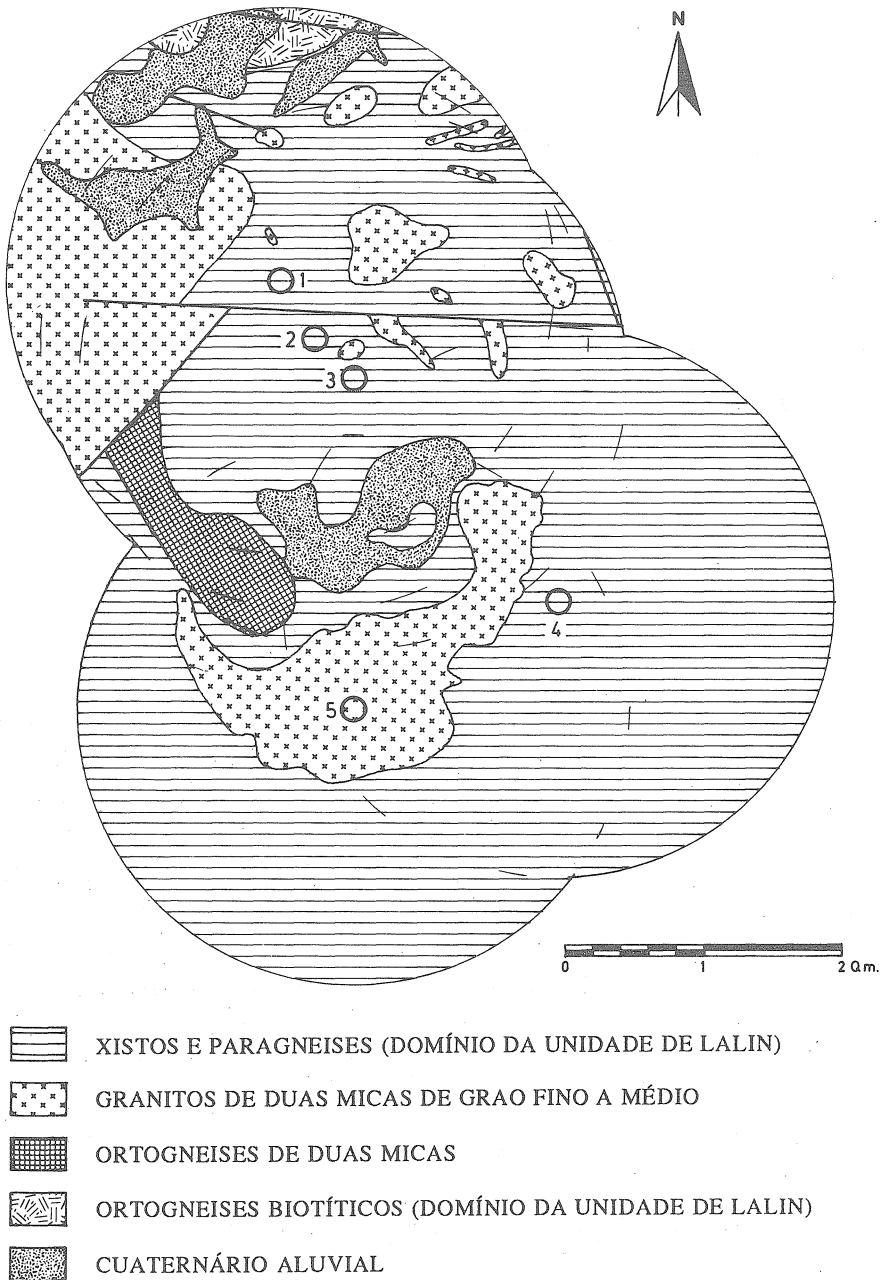 N
1
2
3
4
5
0 1 2 Qm.
XISTOS E PARAGNEISES (DOMÍNIO DA UNIDADE DE LALIN)
GRANITOS DE DUAS MICAS DE GRAO FINO A MÉDIO
ORTOGNEISES DE DUAS MICAS
ORTOGNEISES BIOTÍTICOS (DOMÍNIO DA UNIDADE DE LALIN)
CUATERNÁRIO ALUVIAL